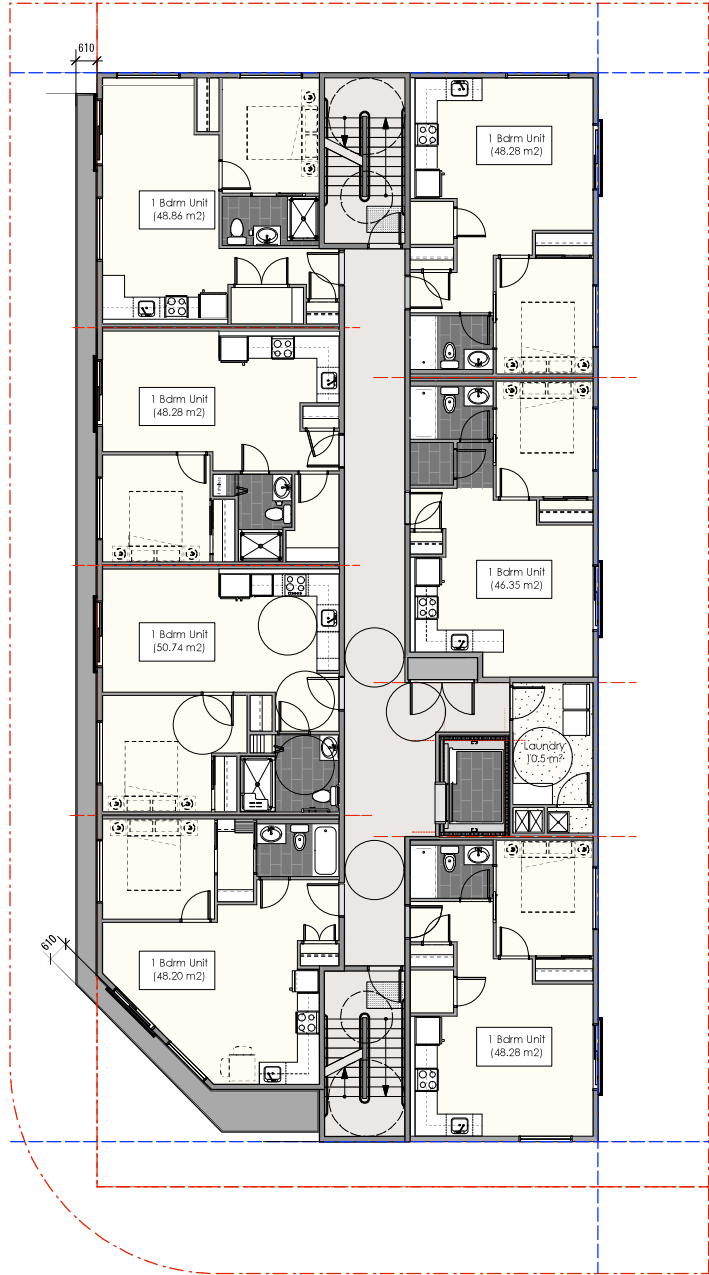 610
1 Bdrm Unit
(48.28 m2)
1 Bdrm Unit
(48.86 m2)
1 Bdrm Unit
(48.28 m2)
1 Bdrm Unit
(46.35 m2)
1 Bdrm Unit
(50.74 m2)
Laundry
10.5 m²
610
1 Bdrm Unit
(48.20 m2)
1 Bdrm Unit
(48.28 m2)